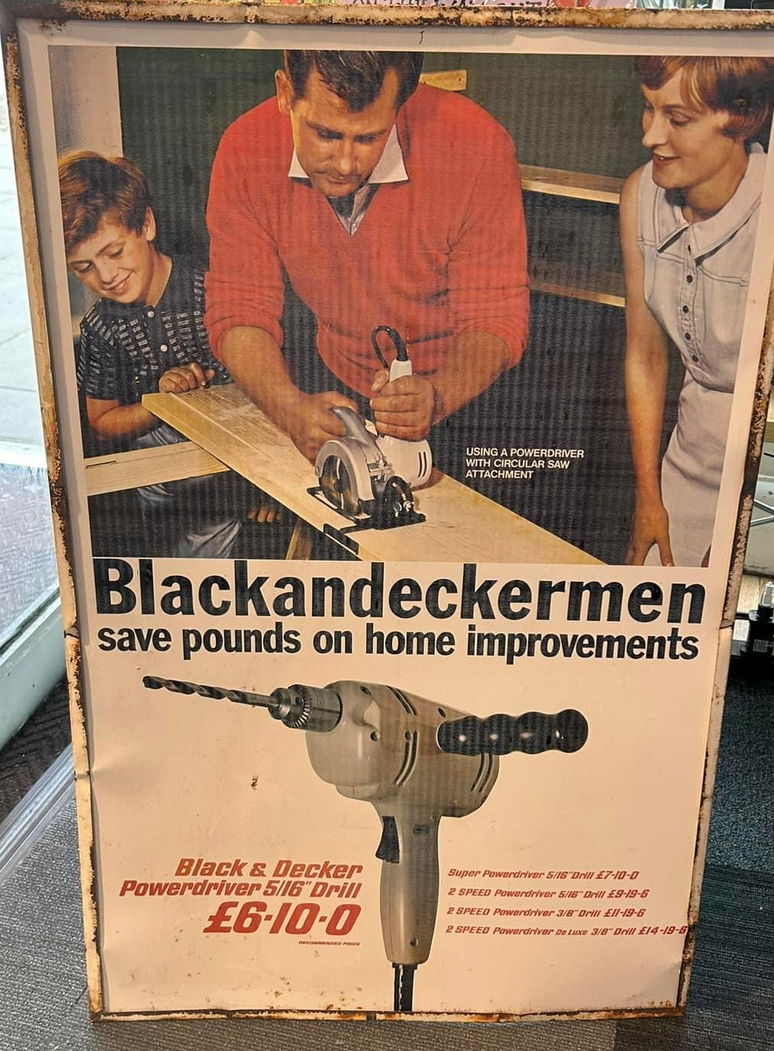 USING A POWERDRIVER
WITH CIRCULAR SAW
ATTACHMENT
Blackandeckermen
save pounds on home improvements
Black & Decker
Powerdriver 5/16" Drill
£6-10-0
RECOMMENDED PRICE
Super Powerdriver 5/16" Drill £7-10-0
2 SPEED Powerdriver 5/16" Drill £9-19-6
2 SPEED Powerdriver 3/8" Drill £11-19-6
2 SPEED Powerdriver De Luxe 3/8" Drill £14-19-6